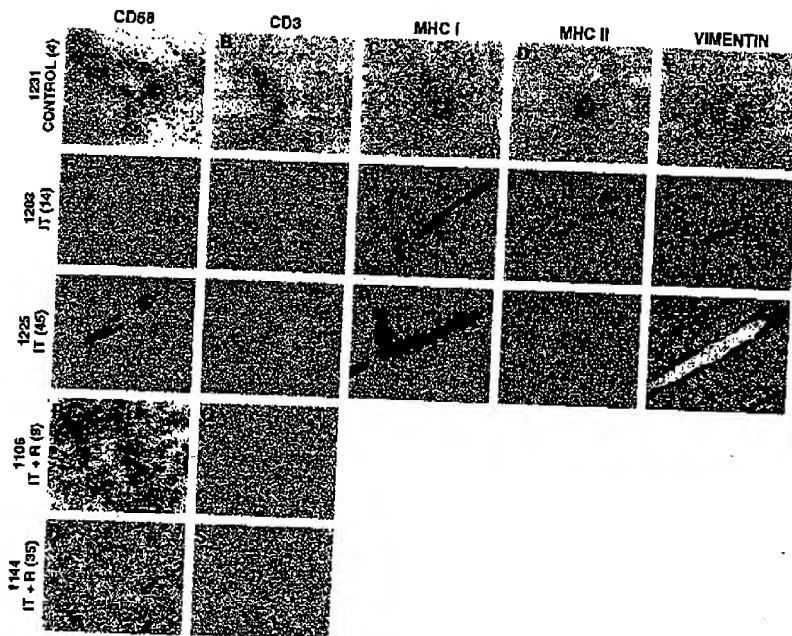 CD68 CD3 MHC I MHC II VIMENTIN
B
D
1231
CONTROL (4)
IT (14)
1225
IT (45)
1106
IT + R (8)
1144
IT + R (35)